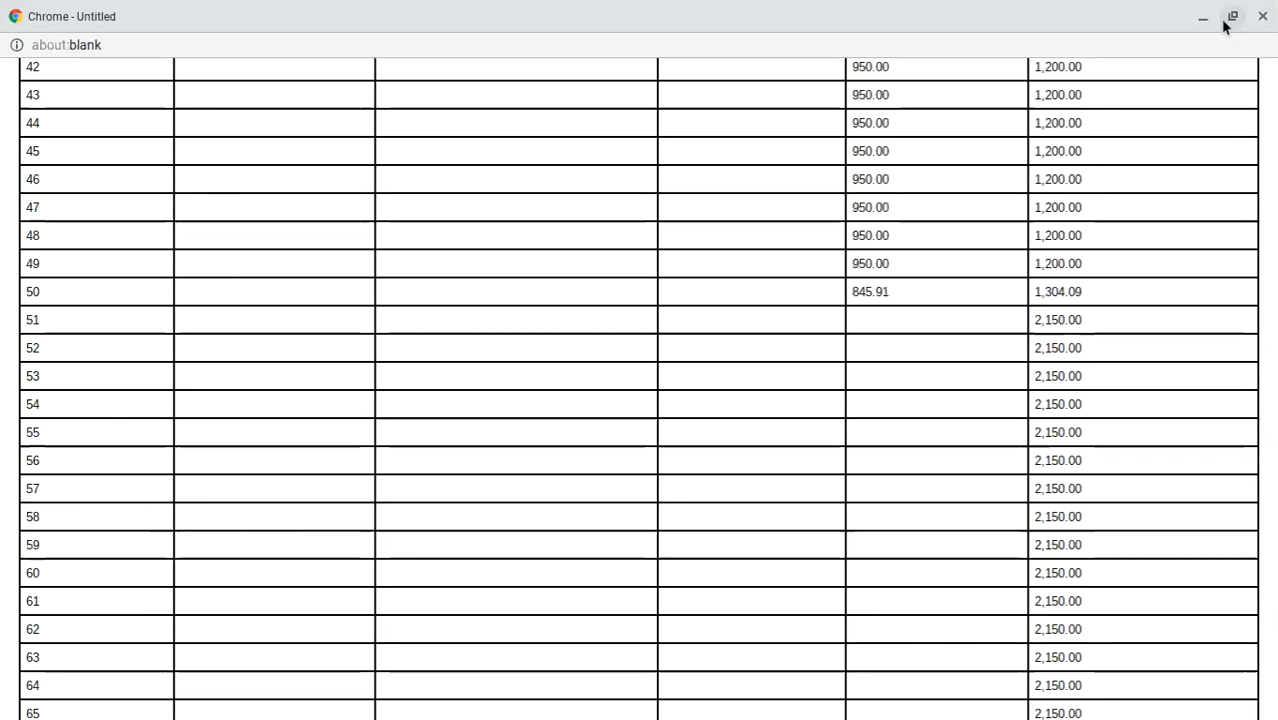 Chrome - Untitled
about:blank
42 950.00 1,200.00
43 950.00 1,200.00
44 950.00 1,200.00
45 950.00 1,200.00
46 950.00 1,200.00
47 950.00 1,200.00
48 950.00 1,200.00
49 950.00 1,200.00
50 845.91 1,304.09
51 2,150.00
52 2,150.00
53 2,150.00
54 2,150.00
55 2,150.00
56 2,150.00
57 2,150.00
58 2,150.00
59 2,150.00
60 2,150.00
61 2,150.00
62 2,150.00
63 2,150.00
64 2,150.00
65 2,150.00